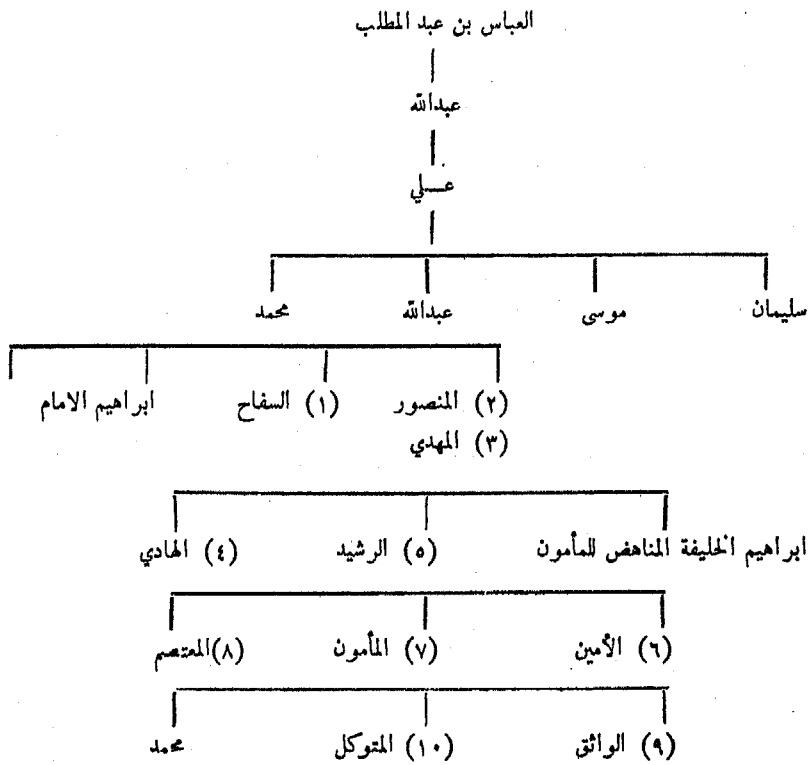 العباس بن عبد المطلب
عبدالله
عـلي
سليمان موسى عبدالله محمد
(٢) المنصور (١) السفاح ابراهيم الامام
(٣) المهدي
ابراهيم الخليفة المناهض للمأمون (٥) الرشيد (٤) الهادي
(٦) الأمين (٧) المأمون (٨) المعتصم
(٩) الواثق (١٠) المتوكل محمد